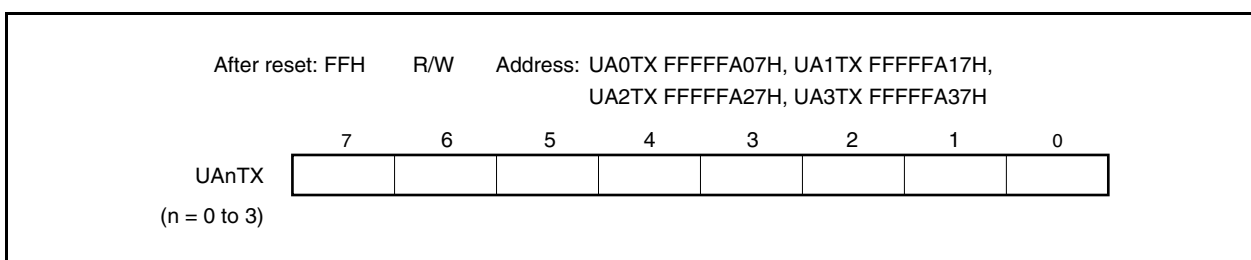 After reset: FFH R/W Address: UA0TX FFFFFA07H, UA1TX FFFFFA17H,
UA2TX FFFFFA27H, UA3TX FFFFFA37H
7 6 5 4 3 2 1 0
UAnTX
(n = 0 to 3)